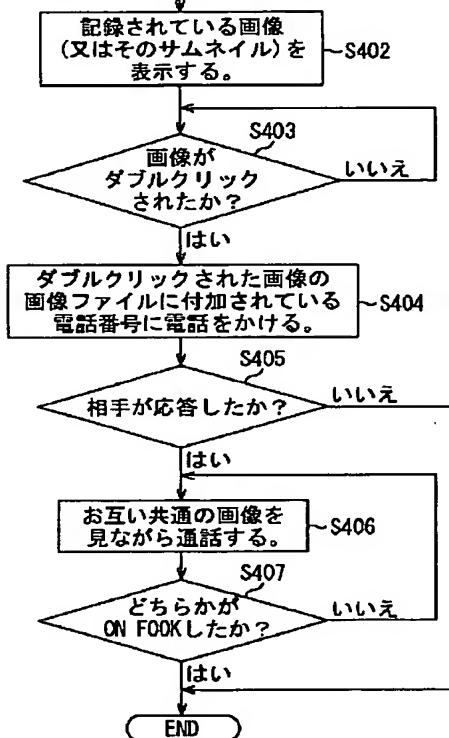 記録されている画像
(又はそのサムネイル)を
表示する。
S402
S403
画像が
ダブルクリック
されたか?
いいえ
はい
ダブルクリックされた画像の
画像ファイルに付加されている
電話番号に電話をかける。
S404
S405
相手が応答したか?
いいえ
はい
お互い共通の画像を
見ながら通話する。
S406
S407
どちらかが
ON FOOKしたか?
いいえ
はい
END